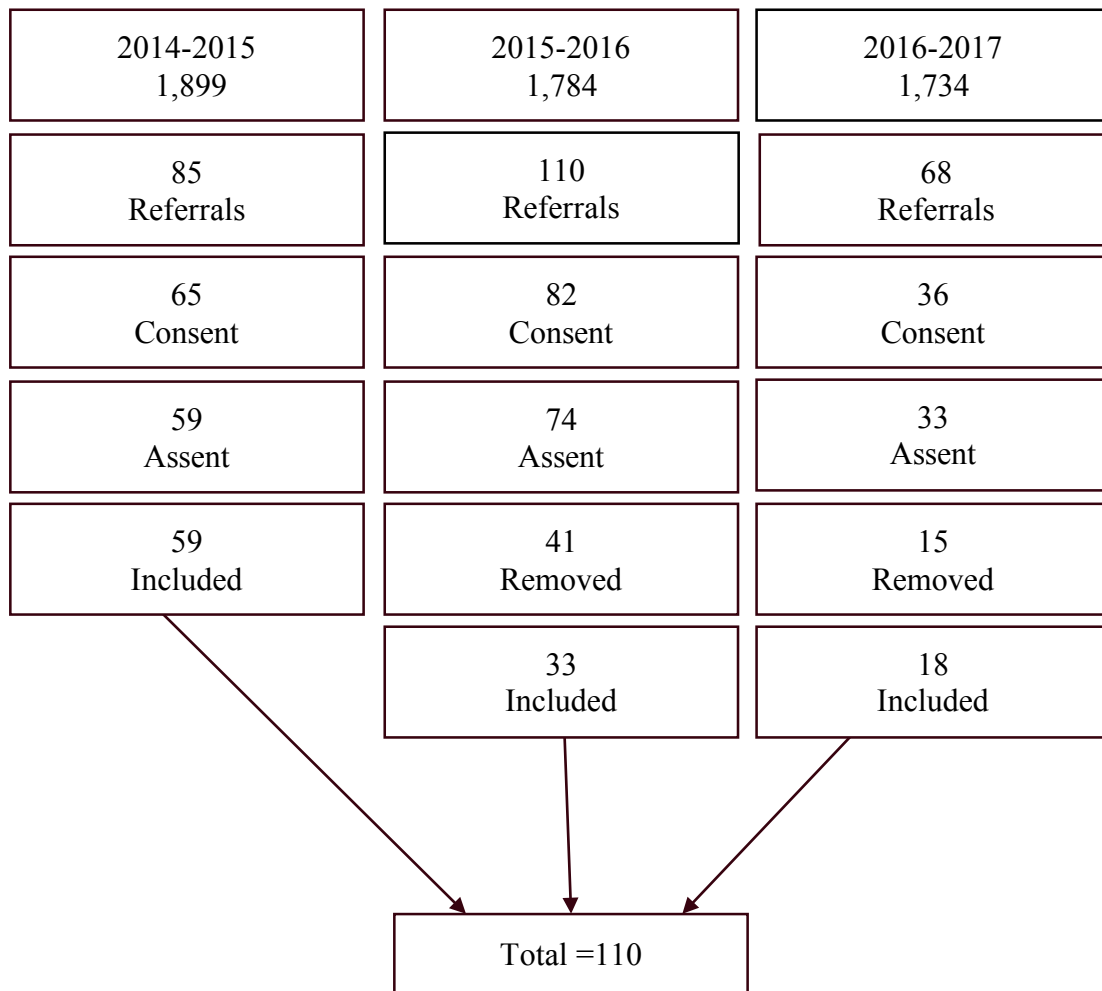 2014-2015
1,899
2015-2016
1,784
2016-2017
1,734
85
Referrals
110
Referrals
68
Referrals
65
Consent
82
Consent
36
Consent
59
Assent
74
Assent
33
Assent
59
Included
41
Removed
15
Removed
33
Included
18
Included
Total =110